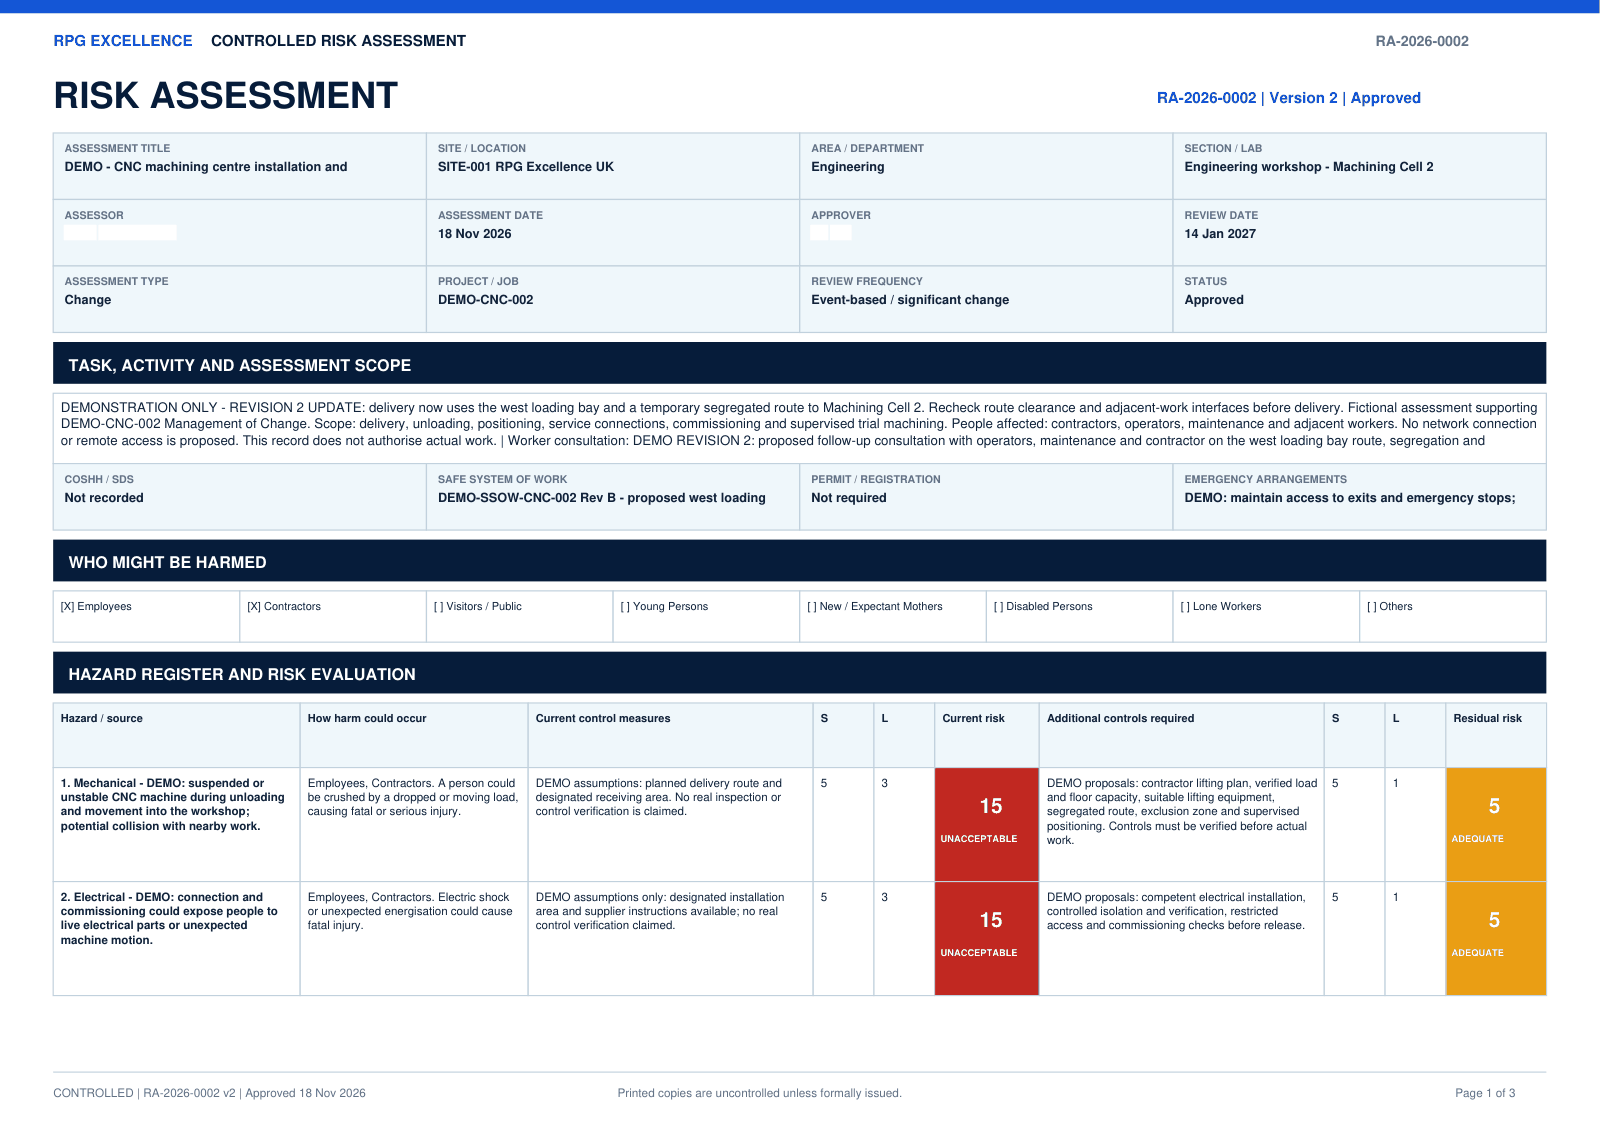 RPG EXCELLENCE CONTROLLED RISK ASSESSMENT RA-2026-0002
RISK ASSESSMENT RA-2026-0002 | Version 2 | Approved
ASSESSMENT TITLE SITE / LOCATION AREA / DEPARTMENT SECTION / LAB
DEMO - CNC machining centre installation and SITE-001 RPG Excellence UK Engineering Engineering workshop - Machining Cell 2
ASSESSOR ASSESSMENT DATE APPROVER REVIEW DATE
18 Nov 2026 14 Jan 2027
ASSESSMENT TYPE PROJECT / JOB REVIEW FREQUENCY STATUS
Change DEMO-CNC-002 Event-based / significant change Approved
TASK, ACTIVITY AND ASSESSMENT SCOPE
DEMONSTRATION ONLY - REVISION 2 UPDATE: delivery now uses the west loading bay and a temporary segregated route to Machining Cell 2. Recheck route clearance and adjacent-work interfaces before delivery. Fictional assessment supporting
DEMO-CNC-002 Management of Change. Scope: delivery, unloading, positioning, service connections, commissioning and supervised trial machining. People affected: contractors, operators, maintenance and adjacent workers. No network connection
or remote access is proposed. This record does not authorise actual work. | Worker consultation: DEMO REVISION 2: proposed follow-up consultation with operators, maintenance and contractor on the west loading bay route, segregation and
COSHH / SDS SAFE SYSTEM OF WORK PERMIT / REGISTRATION EMERGENCY ARRANGEMENTS
Not recorded DEMO-SSOW-CNC-002 Rev B - proposed west loading Not required DEMO: maintain access to exits and emergency stops;
WHO MIGHT BE HARMED
[X] Employees [X] Contractors [ ] Visitors / Public [ ] Young Persons [ ] New / Expectant Mothers [ ] Disabled Persons [ ] Lone Workers [ ] Others
HAZARD REGISTER AND RISK EVALUATION
Hazard / source How harm could occur Current control measures S L Current risk Additional controls required S L Residual risk
1. Mechanical - DEMO: suspended or
unstable CNC machine during unloading
and movement into the workshop;
potential collision with nearby work.
Employees, Contractors. A person could
be crushed by a dropped or moving load,
causing fatal or serious injury.
DEMO assumptions: planned delivery route and
designated receiving area. No real inspection or
control verification is claimed.
5
3
15
UNACCEPTABLE
DEMO proposals: contractor lifting plan, verified load
and floor capacity, suitable lifting equipment,
segregated route, exclusion zone and supervised
positioning. Controls must be verified before actual
work.
5
1
5
ADEQUATE
2. Electrical - DEMO: connection and
commissioning could expose people to
live electrical parts or unexpected
machine motion.
Employees, Contractors. Electric shock
or unexpected energisation could cause
fatal injury.
DEMO assumptions only: designated installation
area and supplier instructions available; no real
control verification claimed.
5
3
15
UNACCEPTABLE
DEMO proposals: competent electrical installation,
controlled isolation and verification, restricted
access and commissioning checks before release.
5
1
5
ADEQUATE
CONTROLLED | RA-2026-0002 v2 | Approved 18 Nov 2026 Printed copies are uncontrolled unless formally issued. Page 1 of 3